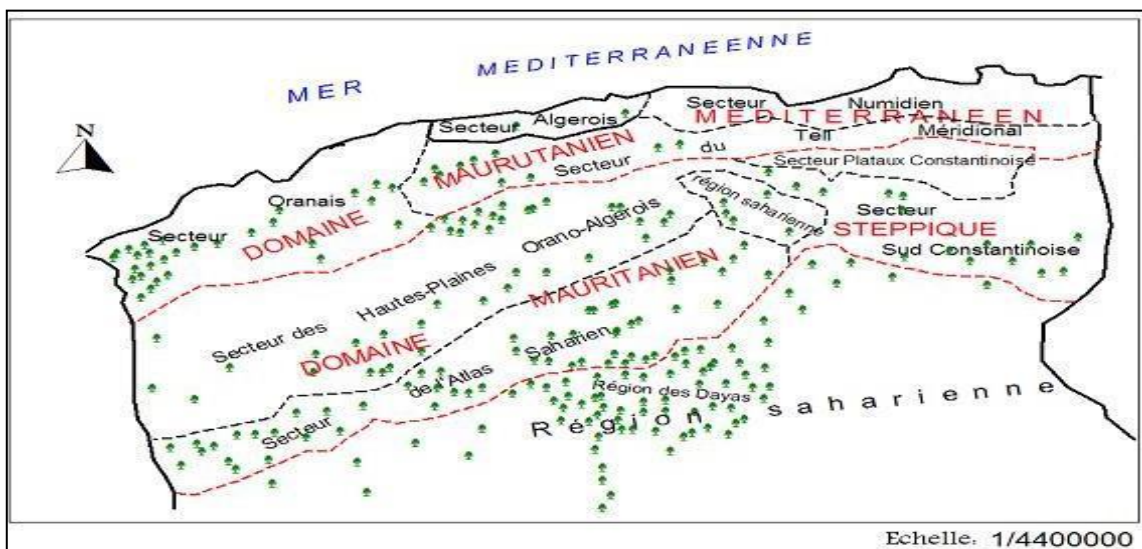 MER MEDITERRANEENNE
N
Secteur Algerois
Secteur Numidien
DOMAINE MAURUTANIEN MEDITERRANEEN
Secteur du Tell Méridional
Secteur Plataux Constantinoise
Secteur Oranais
région saharienne
Secteur Sud Constantinoise
Secteur des Hautes-Plaines Orano-Algerois
DOMAINE MAURITANIEN STEPPIQUE
Secteur de l'Atlas Saharien
Région des Dayas
Région saharienne
Echelle: 1/4400000